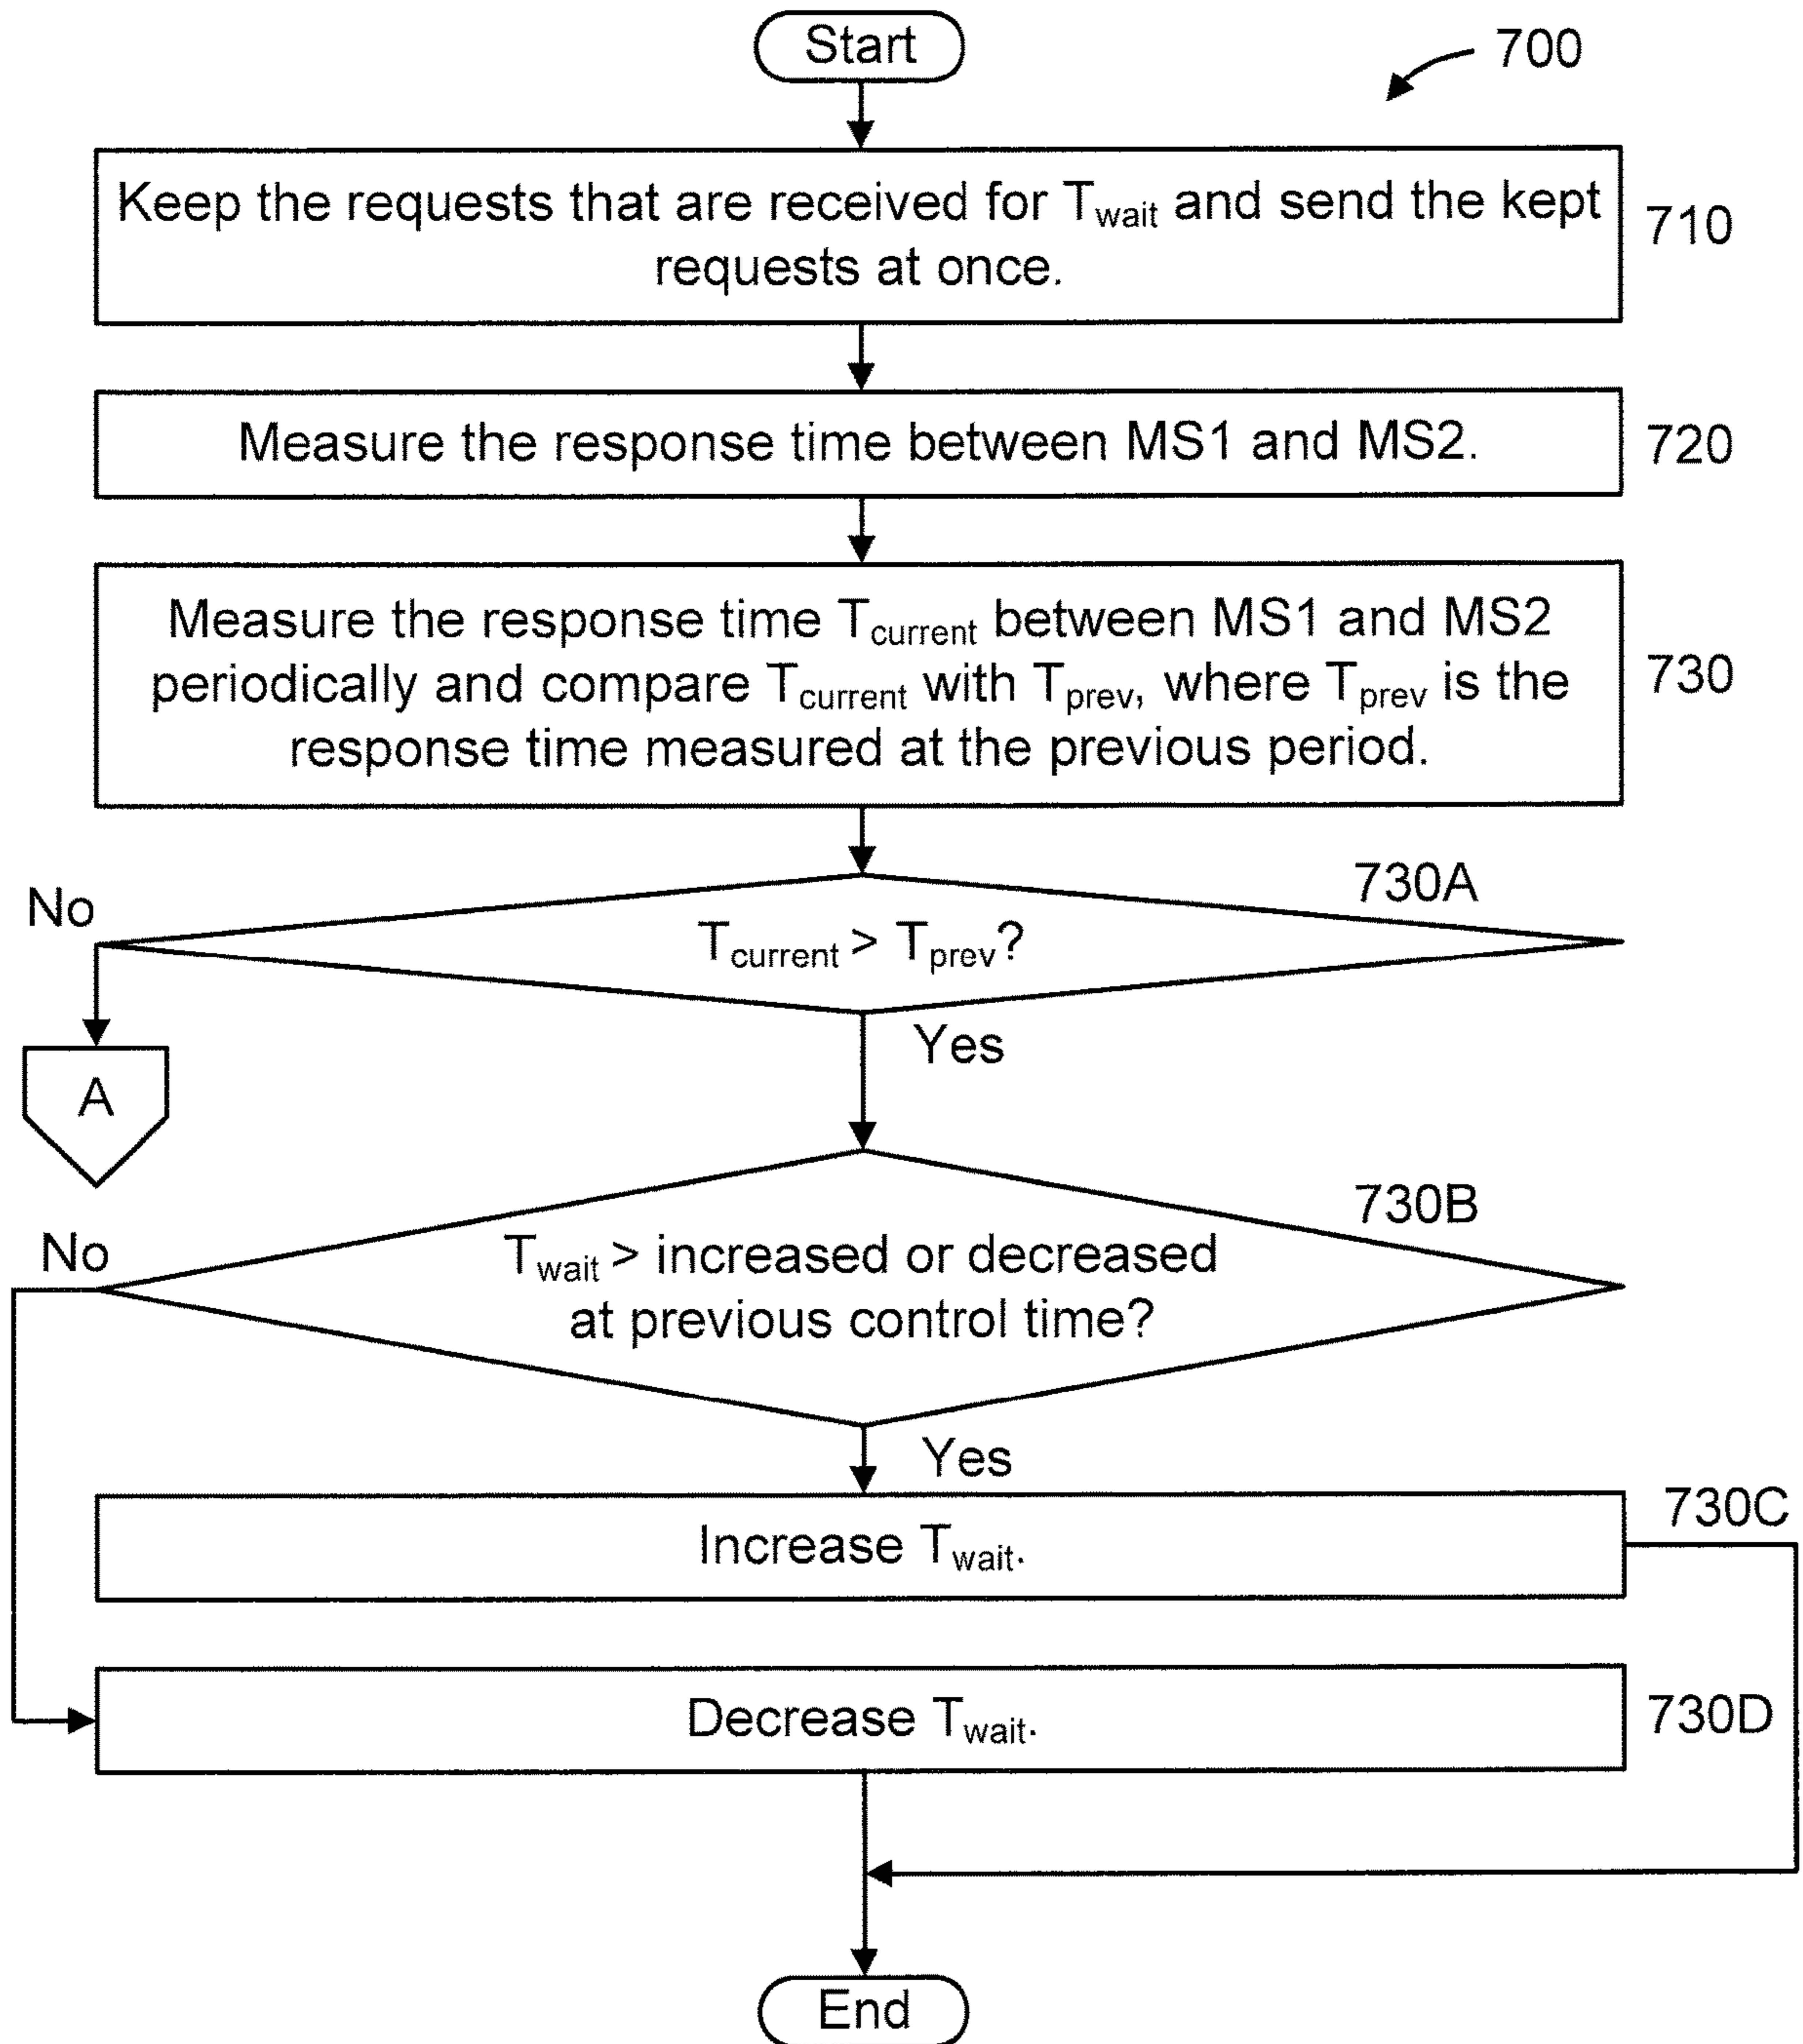 Start
700
Keep the requests that are received for Twait and send the kept
requests at once.
710
Measure the response time between MS1 and MS2.
720
Measure the response time Tcurrent between MS1 and MS2
periodically and compare Tcurrent with Tprev, where Tprev is the
response time measured at the previous period.
730
730A
No
Tcurrent > Tprev?
Yes
A
730B
No
Twait > increased or decreased
at previous control time?
Yes
730C
Increase Twait.
Decrease Twait.
730D
End